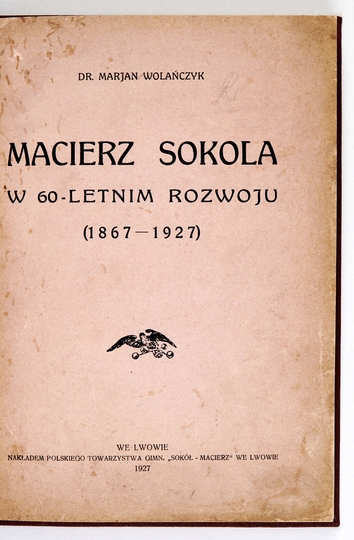 DR. MARJAN WOLAŃCZYK
MACIERZ SOKOLA
W 60-LETNIM ROZWOJU
(1867—1927)
WE LWOWIE
NAKŁADEM POLSKIEGO TOWARZYSTWA GIMN. „SOKÓŁ - MACIERZ" WE LWOWIE
1927